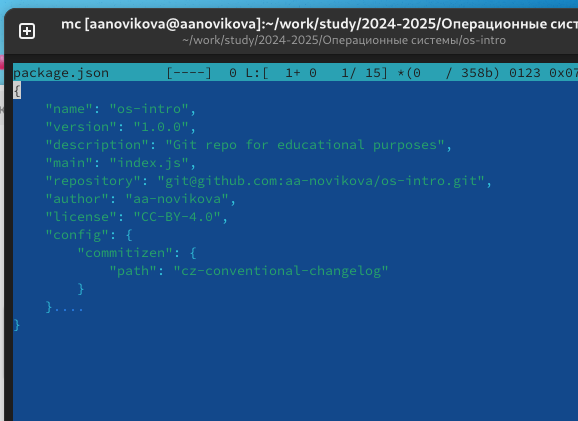 mc [aanovikova@aanovikova]:~/work/study/2024-2025/Операционные сист
~/work/study/2024-2025/Операционные системы/os-intro
package.json [----] 0 L:[ 1+ 0 1/ 15] *(0 / 358b) 0123 0x07
{
"name": "os-intro",
"version": "1.0.0",
"description": "Git repo for educational purposes",
"main": "index.js",
"repository": "git@github.com:aa-novikova/os-intro.git",
"author": "aa-novikova",
"license": "CC-BY-4.0",
"config": {
"commitizen": {
"path": "cz-conventional-changelog"
}
}....
}